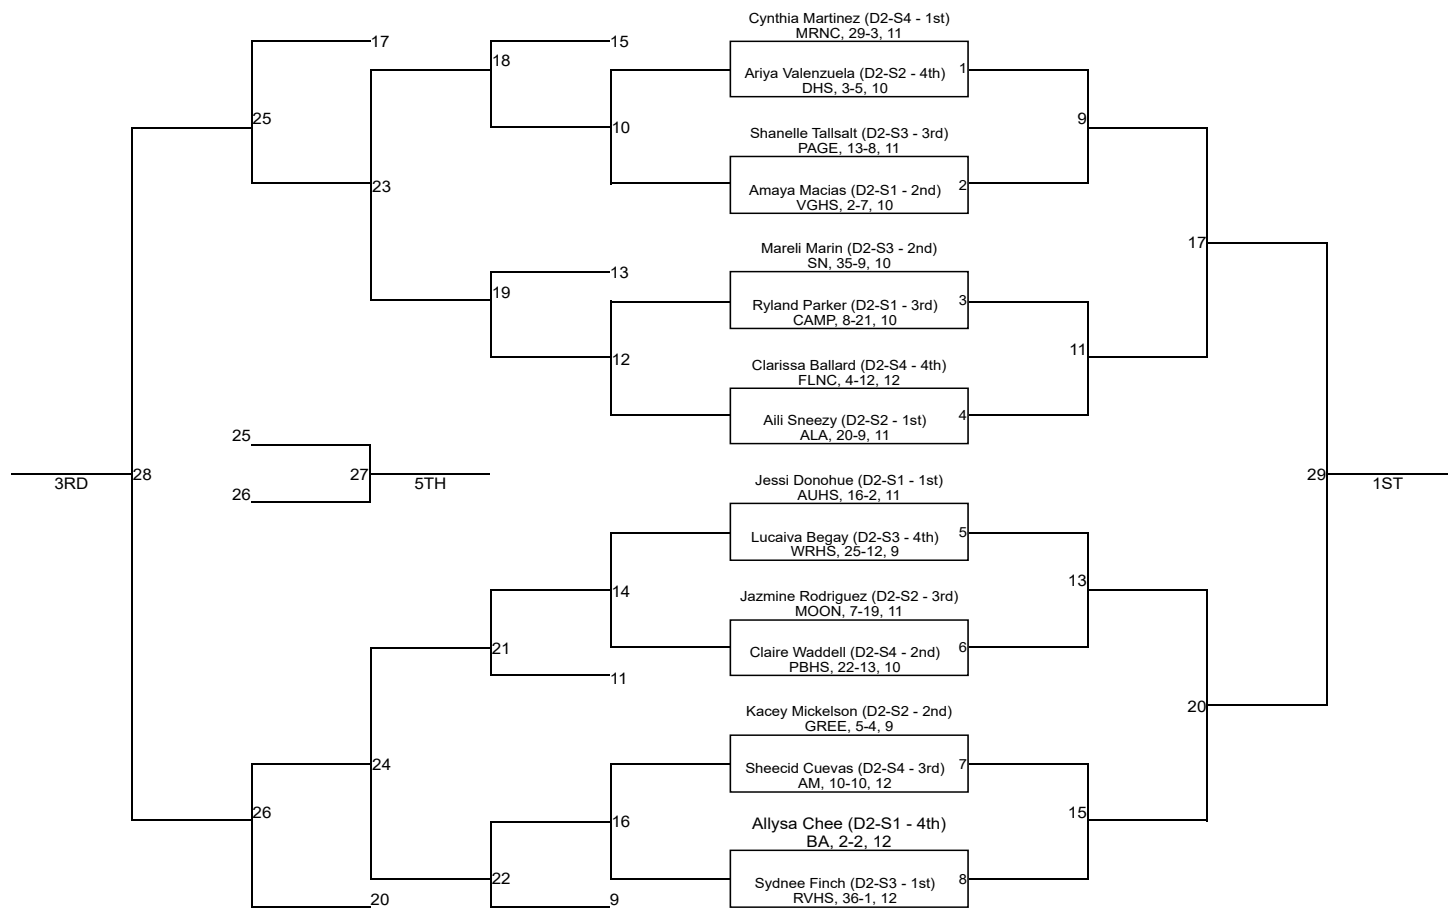 Cynthia Martinez (D2-S4 - 1st)
MRNC, 29-3, 11
17
15
18
Ariya Valenzuela (D2-S2 - 4th)
1
DHS, 3-5, 10
25
10
9
Shanelle Tallsalt (D2-S3 - 3rd)
PAGE, 13-8, 11
23
Amaya Macias (D2-S1 - 2nd)
2
VGHS, 2-7, 10
17
Mareli Marin (D2-S3 - 2nd)
SN, 35-9, 10
13
19
Ryland Parker (D2-S1 - 3rd)
3
CAMP, 8-21, 10
12
11
Clarissa Ballard (D2-S4 - 4th)
FLNC, 4-12, 12
Aili Sneezy (D2-S2 - 1st)
4
ALA, 20-9, 11
25
3RD
28
27
5TH
29
1ST
26
Jessi Donohue (D2-S1 - 1st)
AUHS, 16-2, 11
Lucaiva Begay (D2-S3 - 4th)
5
WRHS, 25-12, 9
14
13
Jazmine Rodriguez (D2-S2 - 3rd)
MOON, 7-19, 11
21
Claire Waddell (D2-S4 - 2nd)
6
PBHS, 22-13, 10
11
20
Kacey Mickelson (D2-S2 - 2nd)
GREE, 5-4, 9
24
Sheecid Cuevas (D2-S4 - 3rd)
7
AM, 10-10, 12
26
16
15
Allysa Chee (D2-S1 - 4th)
BA, 2-2, 12
22
Sydnee Finch (D2-S3 - 1st)
8
RVHS, 36-1, 12
20
9